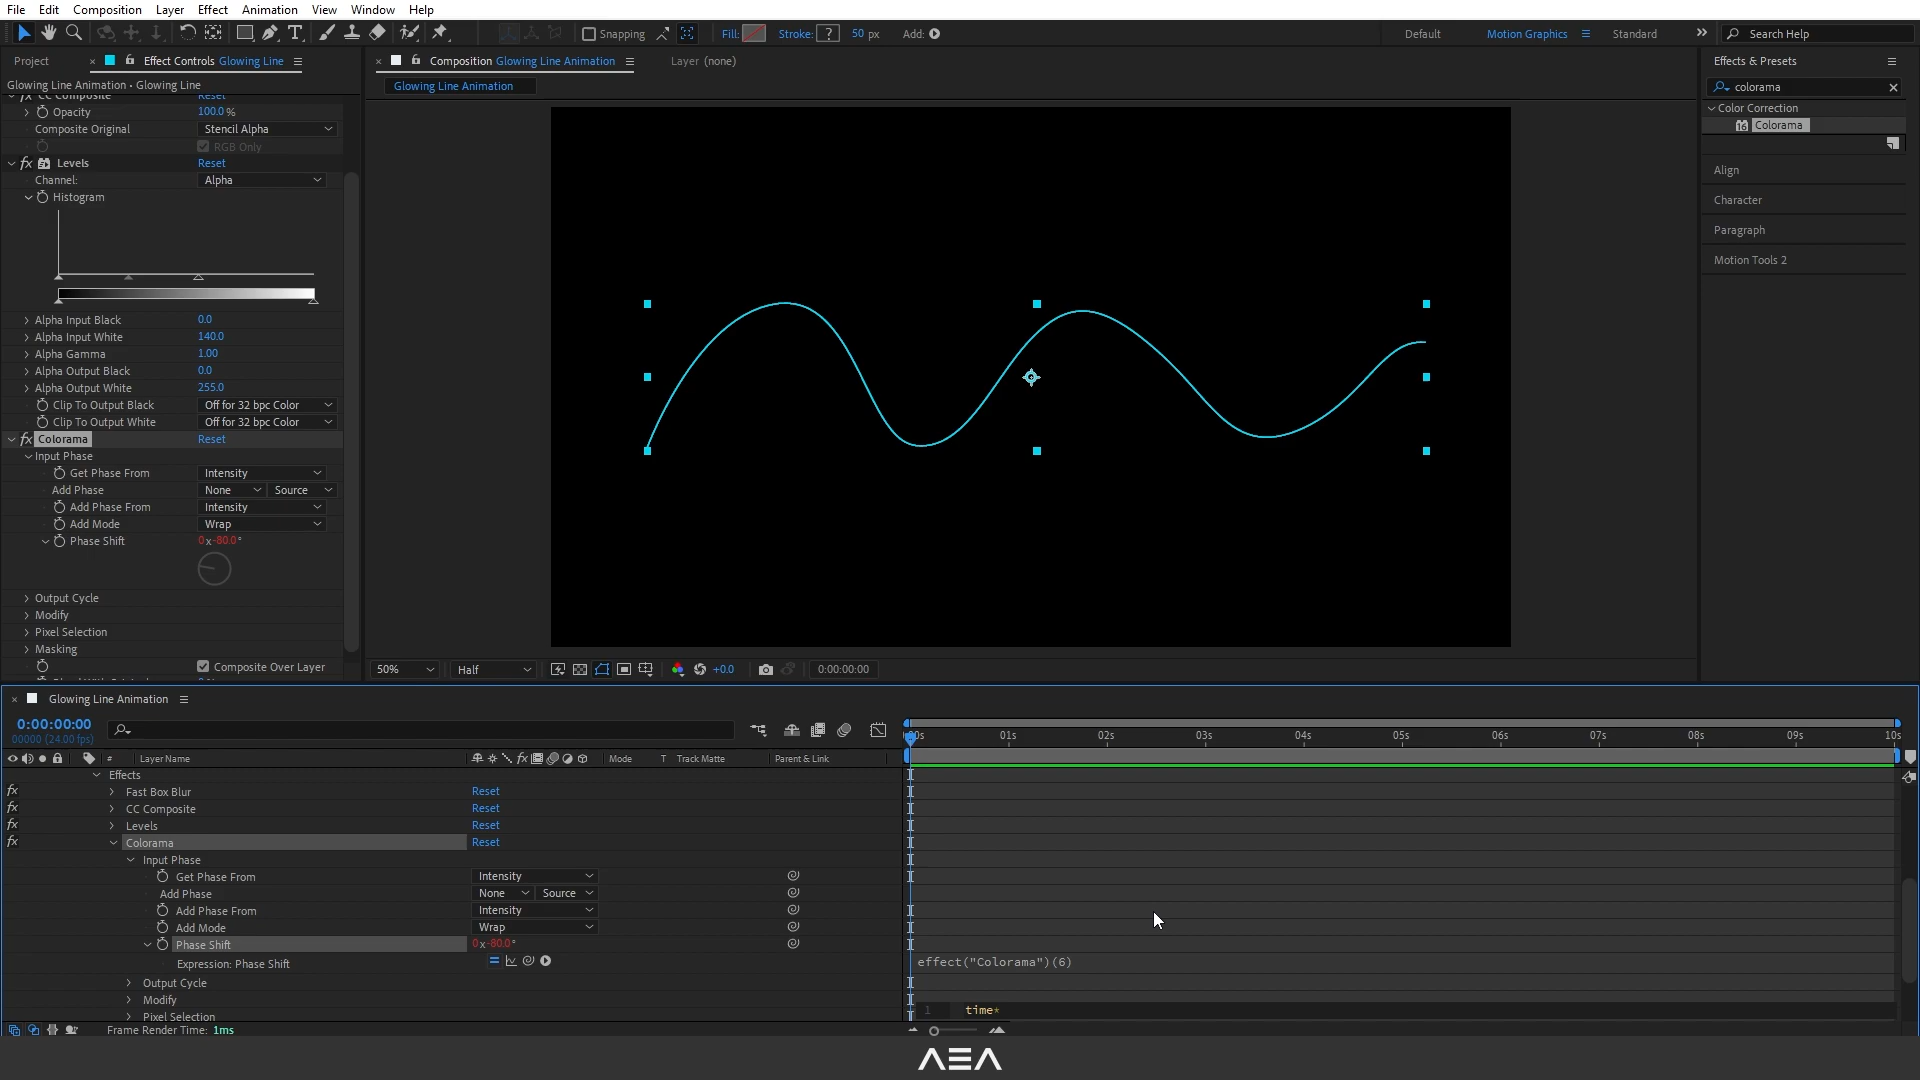 File Edit Composition Layer Effect Animation View Window Help
Snapping Fill: Stroke: ? 50 px Add: Default Motion Graphics Standard Search Help
Project Effect Controls Glowing Line
Glowing Line Animation • Glowing Line
CC Composite Reset
Opacity 100.0 %
Composite Original Stencil Alpha
RGB Only
fx Levels Reset
Channel: Alpha
Histogram
Alpha Input Black 0.0
Alpha Input White 140.0
Alpha Gamma 1.00
Alpha Output Black 0.0
Alpha Output White 255.0
Clip To Output Black Off for 32 bpc Color
Clip To Output White Off for 32 bpc Color
fx Colorama Reset
Input Phase
Get Phase From Intensity
Add Phase None Source
Add Phase From Intensity
Add Mode Wrap
Phase Shift 0x-80.0°
Output Cycle
Modify
Pixel Selection
Masking
Composite Over Layer
Composition Glowing Line Animation Layer (none)
Glowing Line Animation
50% Half +0.0 0:00:00:00
Effects & Presets
colorama
Color Correction
16 Colorama
Align
Character
Paragraph
Motion Tools 2
Glowing Line Animation
0:00:00:00
00000 (24.00 fps)
01s 02s 03s 04s 05s 06s 07s 08s 09s 10s
# Layer Name Mode T Track Matte Parent & Link
Effects
fx Fast Box Blur Reset
fx CC Composite Reset
fx Levels Reset
fx Colorama Reset
Input Phase
Get Phase From Intensity
Add Phase None Source
Add Phase From Intensity
Add Mode Wrap
Phase Shift 0x-80.0°
Expression: Phase Shift effect("Colorama")(6)
Output Cycle
Modify
1 time*
Pixel Selection
Frame Render Time: 1ms